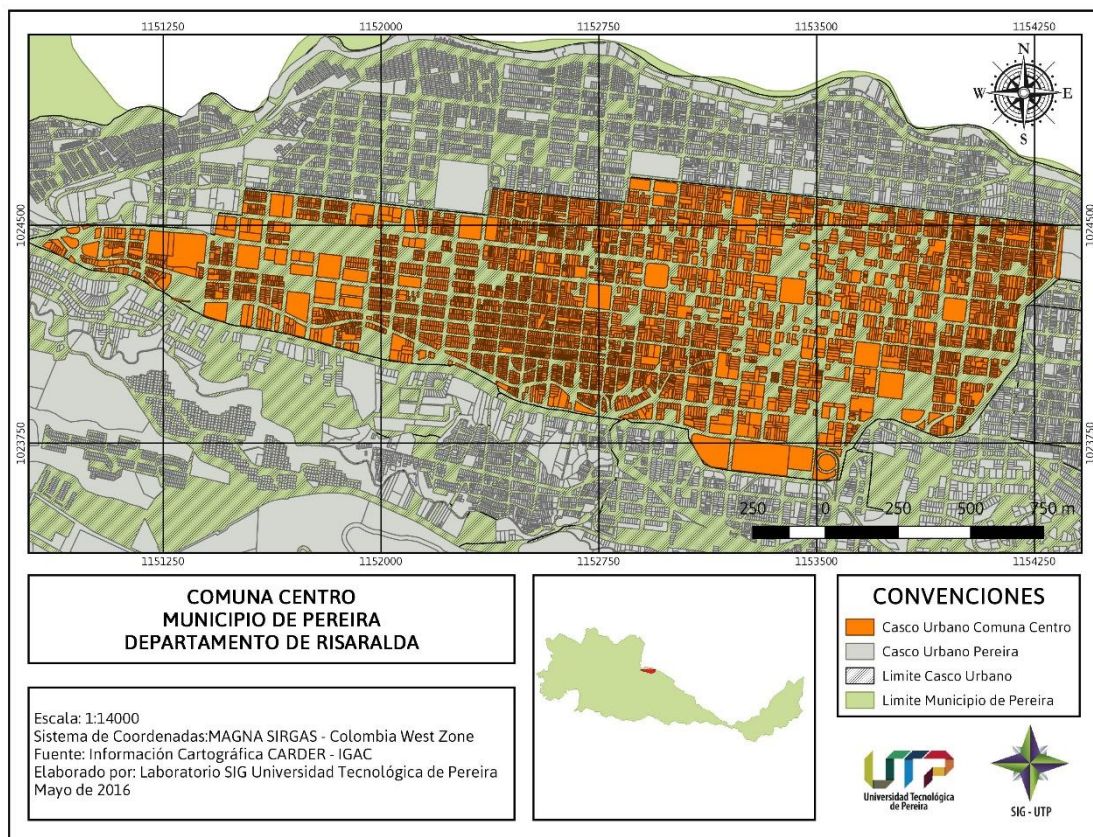 1151250 1152000 1152750 1153500 1154250
N
W E
S
1024500 1024500
1023750 1023750
250 0 250 500 750 m
1151250 1152000 1152750 1153500 1154250
COMUNA CENTRO
MUNICIPIO DE PEREIRA
DEPARTAMENTO DE RISARALDA
Escala: 1:14000
Sistema de Coordenadas:MAGNA SIRGAS - Colombia West Zone
Fuente: Información Cartográfica CARDER - IGAC
Elaborado por: Laboratorio SIG Universidad Tecnológica de Pereira
Mayo de 2016
CONVENCIONES
Casco Urbano Comuna Centro
Casco Urbano Pereira
Limite Casco Urbano
Limite Municipio de Pereira
UTP
Universidad Tecnológica
de Pereira
SIG - UTP